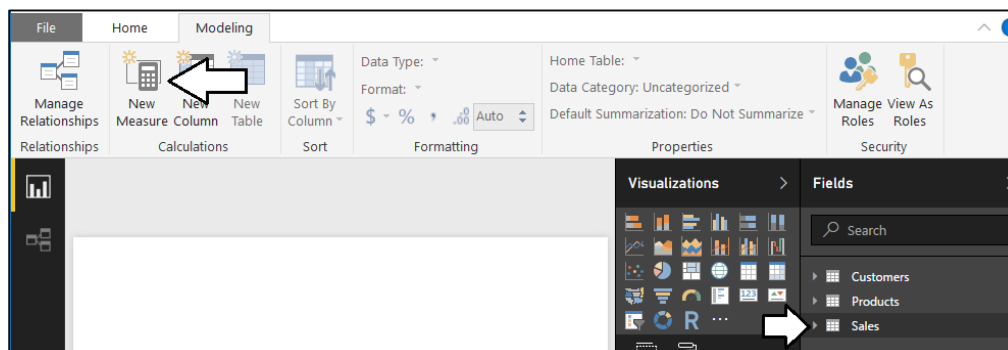 File Home Modeling
Data Type:
Home Table:
Format:
Data Category: Uncategorized
Manage Relationships
New Measure
New Column
New Table
Sort By Column
$ % , .00 Auto
Default Summarization: Do Not Summarize
Manage Roles
View As Roles
Relationships Calculations Sort Formatting Properties Security
Visualizations
Fields
Search
Customers
Products
Sales
123
R ...